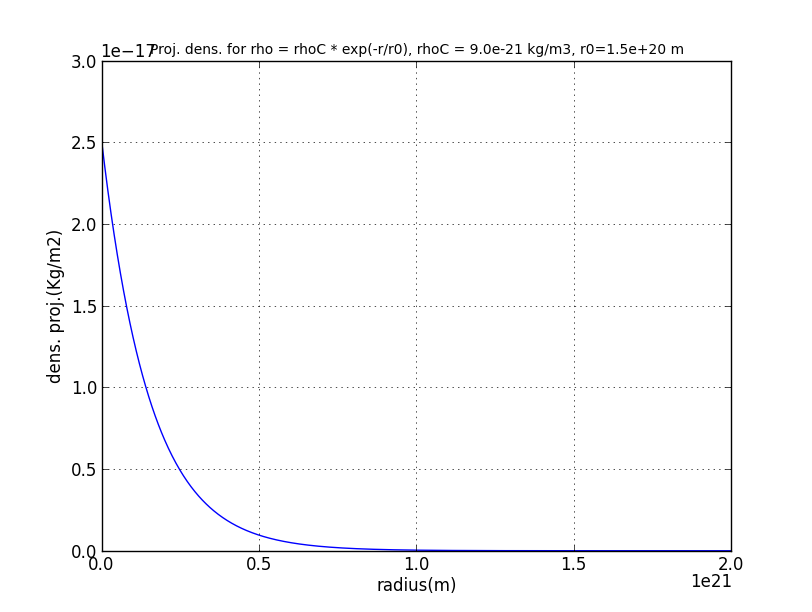 1e−17
Proj. dens. for rho = rhoC * exp(-r/r0), rhoC = 9.0e-21 kg/m3, r0=1.5e+20 m
3.0
2.5
2.0
1.5
1.0
0.5
0.0
dens. proj.(Kg/m2)
0.0 0.5 1.0 1.5 2.0
radius(m)
1e21